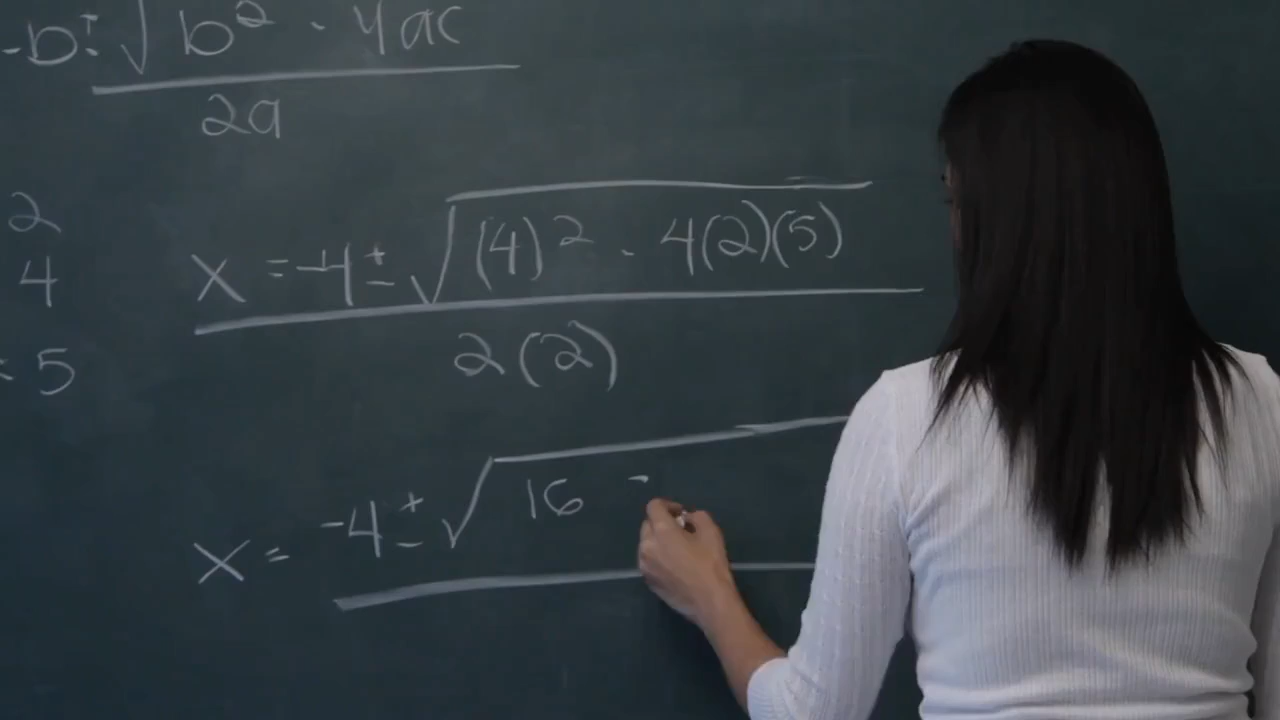 -b ± √ b² - 4ac
2a
2
4
= 5
x = -4 ± √ (4)² - 4(2)(5)
2(2)
x = -4 ± √ 16 -